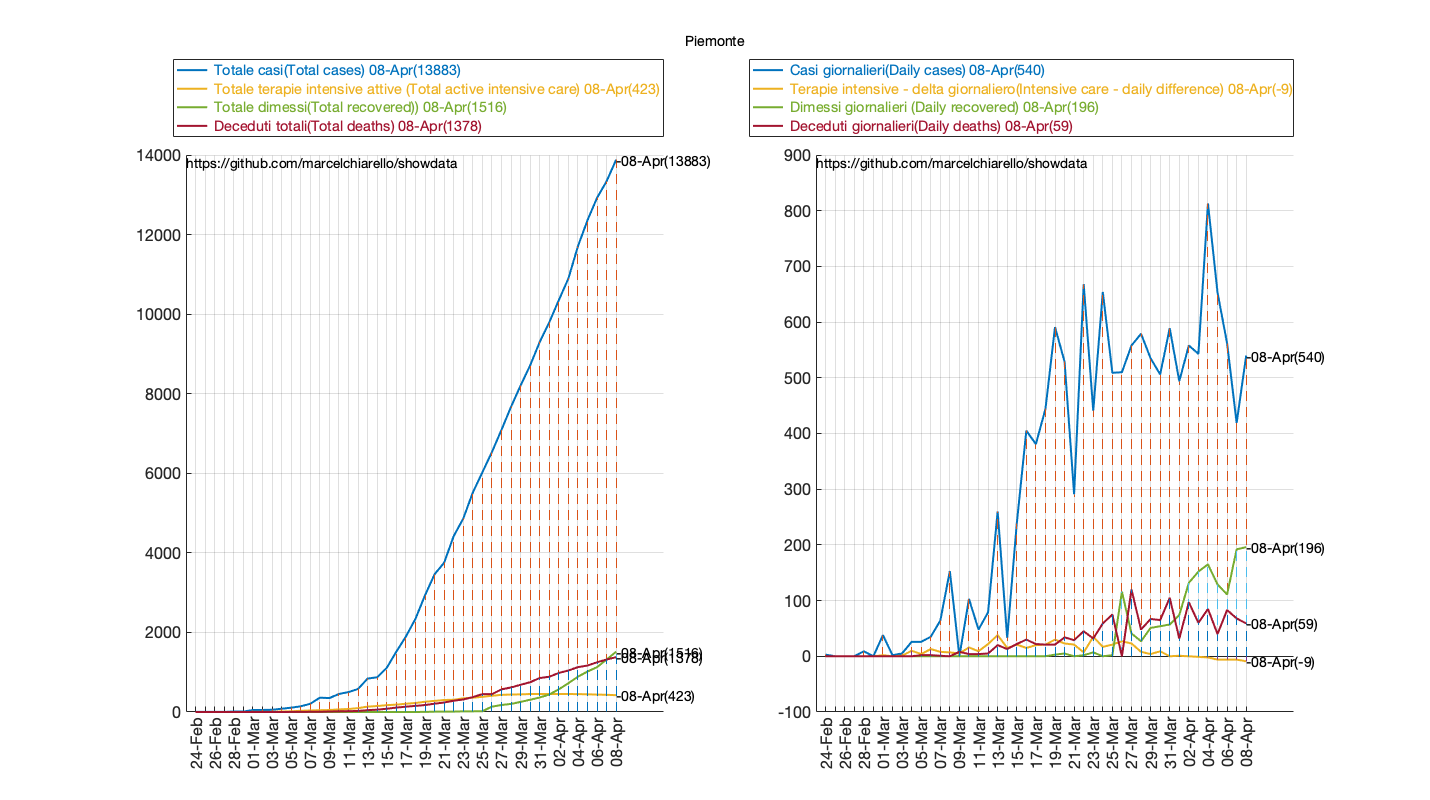 Piemonte
Totale casi(Total cases) 08-Apr(13883)
Totale terapie intensive attive (Total active intensive care) 08-Apr(423)
Totale dimessi(Total recovered)) 08-Apr(1516)
Deceduti totali(Total deaths) 08-Apr(1378)
Casi giornalieri(Daily cases) 08-Apr(540)
Terapie intensive - delta giornaliero(Intensive care - daily difference) 08-Apr(-9)
Dimessi giornalieri (Daily recovered) 08-Apr(196)
Deceduti giornalieri(Daily deaths) 08-Apr(59)
https://github.com/marcelchiarello/showdata
14000
12000
10000
8000
6000
4000
2000
0
08-Apr(13883)
08-Apr(1516)
08-Apr(1378)
08-Apr(423)
24-Feb
26-Feb
28-Feb
01-Mar
03-Mar
05-Mar
07-Mar
09-Mar
11-Mar
13-Mar
15-Mar
17-Mar
19-Mar
21-Mar
23-Mar
25-Mar
27-Mar
29-Mar
31-Mar
02-Apr
04-Apr
06-Apr
08-Apr
https://github.com/marcelchiarello/showdata
900
800
700
600
500
400
300
200
100
0
-100
08-Apr(540)
08-Apr(196)
08-Apr(59)
08-Apr(-9)
24-Feb
26-Feb
28-Feb
01-Mar
03-Mar
05-Mar
07-Mar
09-Mar
11-Mar
13-Mar
15-Mar
17-Mar
19-Mar
21-Mar
23-Mar
25-Mar
27-Mar
29-Mar
31-Mar
02-Apr
04-Apr
06-Apr
08-Apr